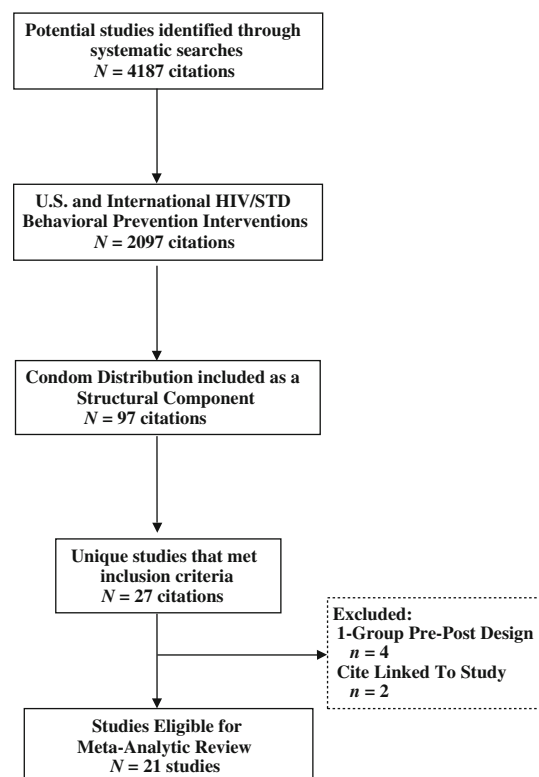 Potential studies identified through
systematic searches
N = 4187 citations
U.S. and International HIV/STD
Behavioral Prevention Interventions
N = 2097 citations
Condom Distribution included as a
Structural Component
N = 97 citations
Unique studies that met
inclusion criteria
N = 27 citations
Excluded:
1-Group Pre-Post Design
n = 4
Cite Linked To Study
n = 2
Studies Eligible for
Meta-Analytic Review
N = 21 studies